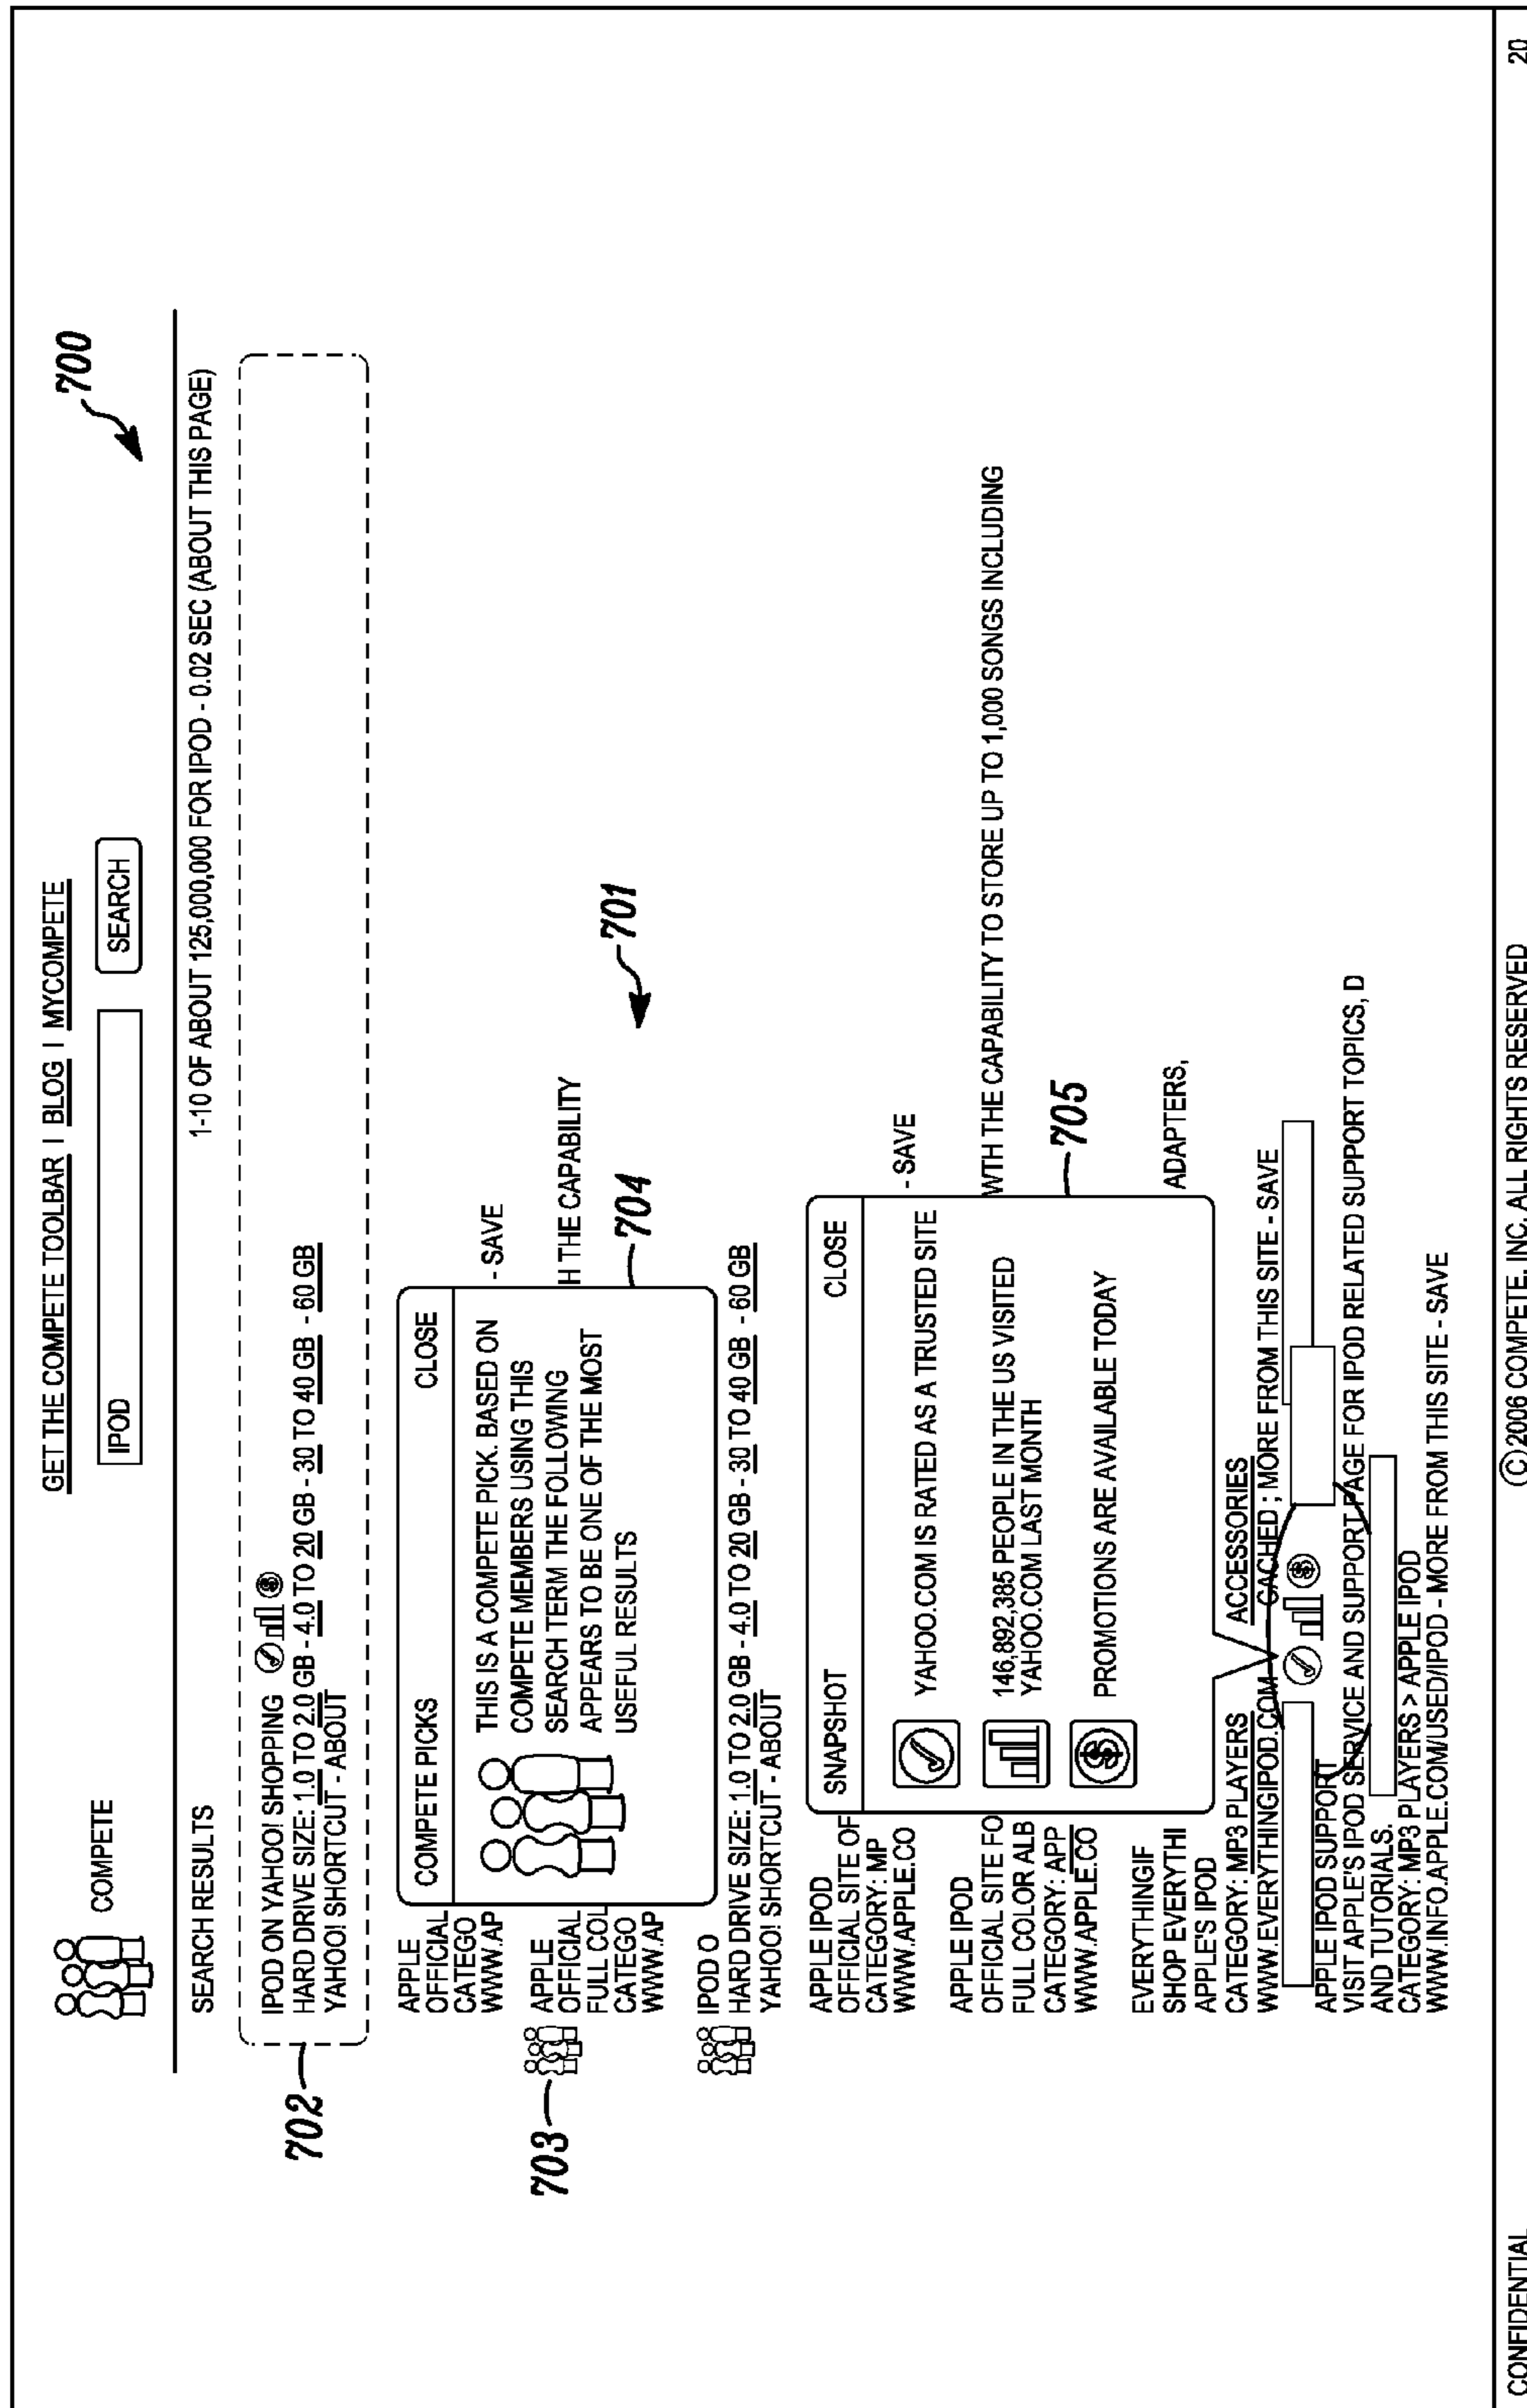 GET THE COMPETE TOOLBAR | BLOG | MYCOMPETE
COMPETE
IPOD
SEARCH
700
SEARCH RESULTS
1-10 OF ABOUT 125,000,000 FOR IPOD - 0.02 SEC (ABOUT THIS PAGE)
702
IPOD ON YAHOO! SHOPPING
HARD DRIVE SIZE: 1.0 TO 2.0 GB - 4.0 TO 20 GB - 30 TO 40 GB - 60 GB
YAHOO! SHORTCUT - ABOUT
APPLE
OFFICIAL
CATEGO
WWW.AP
- SAVE
COMPETE PICKS
CLOSE
THIS IS A COMPETE PICK. BASED ON
COMPETE MEMBERS USING THIS
SEARCH TERM THE FOLLOWING
APPEARS TO BE ONE OF THE MOST
USEFUL RESULTS
703
APPLE
OFFICIAL
FULL COL
CATEGO
WWW.AP
H THE CAPABILITY
704
701
IPOD O
HARD DRIVE SIZE: 1.0 TO 2.0 GB - 4.0 TO 20 GB - 30 TO 40 GB - 60 GB
YAHOO! SHORTCUT - ABOUT
APPLE IPOD
OFFICIAL SITE OF
CATEGORY: MP
WWW.APPLE.CO
- SAVE
SNAPSHOT
CLOSE
YAHOO.COM IS RATED AS A TRUSTED SITE
146,892,385 PEOPLE IN THE US VISITED
YAHOO.COM LAST MONTH
PROMOTIONS ARE AVAILABLE TODAY
705
APPLE IPOD
OFFICIAL SITE FO
WTH THE CAPABILITY TO STORE UP TO 1,000 SONGS INCLUDING
FULL COLOR ALB
CATEGORY: APP
WWW.APPLE.CO
EVERYTHINGIF
SHOP EVERYTHI
ADAPTERS,
APPLE'S IPOD
CATEGORY: MP3 PLAYERS ACCESSORIES
WWW.EVERYTHINGIPOD.COM - CACHED ; MORE FROM THIS SITE - SAVE
APPLE IPOD SUPPORT
VISIT APPLE'S IPOD SERVICE AND SUPPORT PAGE FOR IPOD RELATED SUPPORT TOPICS, D
AND TUTORIALS.
CATEGORY: MP3 PLAYERS > APPLE IPOD
WWW.INFO.APPLE.COM/USED/IPOD - MORE FROM THIS SITE - SAVE
CONFIDENTIAL
© 2006 COMPETE, INC. ALL RIGHTS RESERVED
20